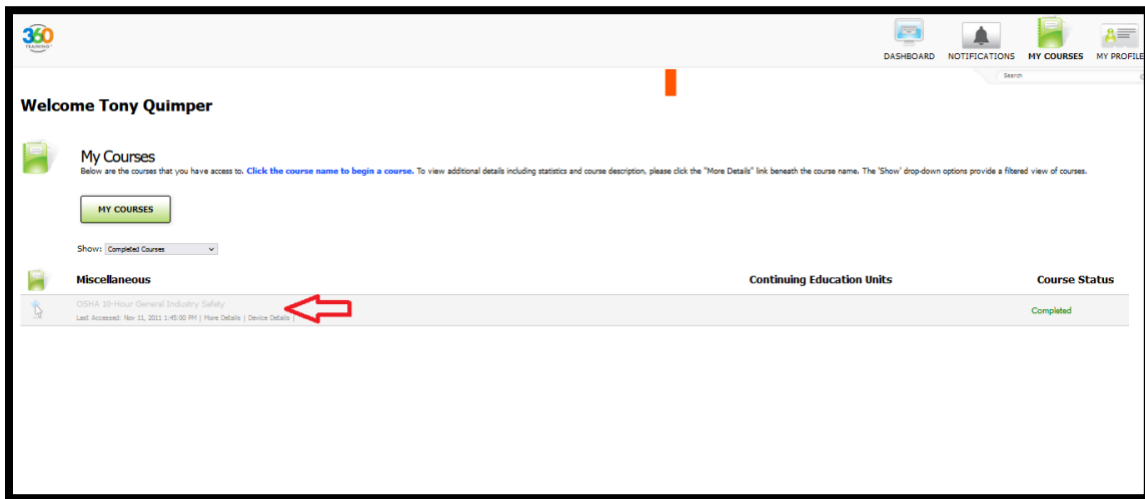 360
TRAINING
DASHBOARD NOTIFICATIONS MY COURSES MY PROFILE
Search
Welcome Tony Quimper
My Courses
Below are the courses that you have access to. Click the course name to begin a course. To view additional details including statistics and course description, please click the "More Details" link beneath the course name. The 'Show' drop-down options provide a filtered view of courses.
MY COURSES
Show: Completed Courses
Miscellaneous Continuing Education Units Course Status
OSHA 10-Hour General Industry Safety
Last Accessed: Nov 11, 2011 1:45:00 PM | More Details | Device Details |
Completed